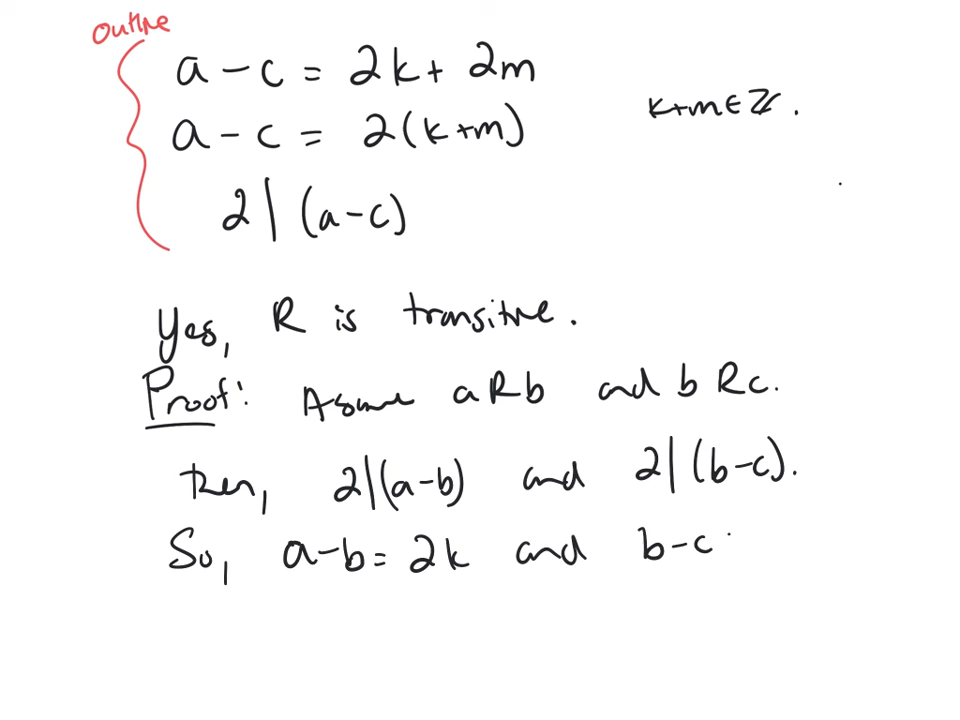 Outline
a - c = 2k + 2m
k+m ∈ ℤ.
a - c = 2(k+m)
2 | (a-c)
Yes, R is transitive.
Proof: Assume aRb and bRc.
Then, 2|(a-b) and 2|(b-c).
So, a-b = 2k and b-c